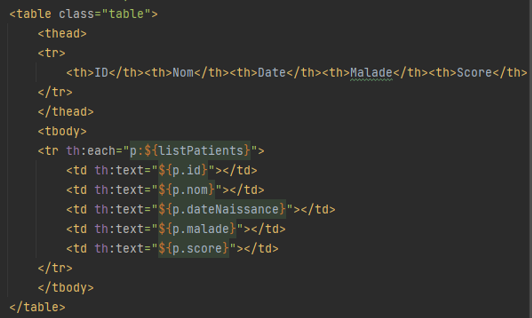 <table class="table">
    <thead>
    <tr>
        <th>ID</th><th>Nom</th><th>Date</th><th>Malade</th><th>Score</th>
    </tr>
    </thead>
    <tbody>
    <tr th:each="p:${listPatients}">
        <td th:text="${p.id}"></td>
        <td th:text="${p.nom}"></td>
        <td th:text="${p.dateNaissance}"></td>
        <td th:text="${p.malade}"></td>
        <td th:text="${p.score}"></td>
    </tr>
    </tbody>
</table>